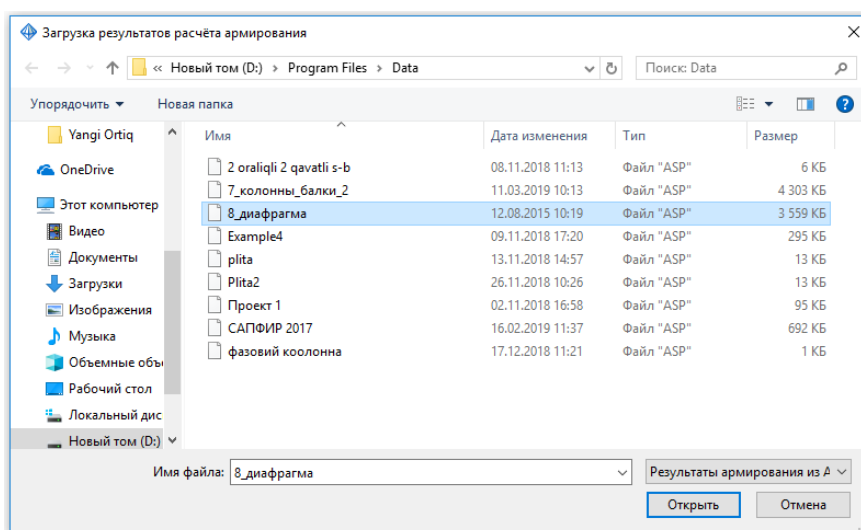 Загрузка результатов расчёта армирования
« Новый том (D:) › Program Files › Data
Поиск: Data
Упорядочить
Новая папка
Yangi Ortiq
OneDrive
Этот компьютер
Видео
Документы
Загрузки
Изображения
Музыка
Объемные объ
Рабочий стол
Локальный дис
Новый том (D:)
Имя Дата изменения Тип Размер
2 oraliqli 2 qavatli s-b 08.11.2018 11:13 Файл "ASP" 6 КБ
7_колонны_балки_2 11.03.2019 10:13 Файл "ASP" 4 303 КБ
8_диафрагма 12.08.2015 10:19 Файл "ASP" 3 559 КБ
Example4 09.11.2018 17:20 Файл "ASP" 295 КБ
plita 13.11.2018 14:57 Файл "ASP" 13 КБ
Plita2 26.11.2018 10:26 Файл "ASP" 13 КБ
Проект 1 02.11.2018 16:58 Файл "ASP" 95 КБ
САПФИР 2017 16.02.2019 11:37 Файл "ASP" 692 КБ
фазовий коолонна 17.12.2018 11:21 Файл "ASP" 1 КБ
Имя файла: 8_диафрагма
Результаты армирования из А
Открыть
Отмена